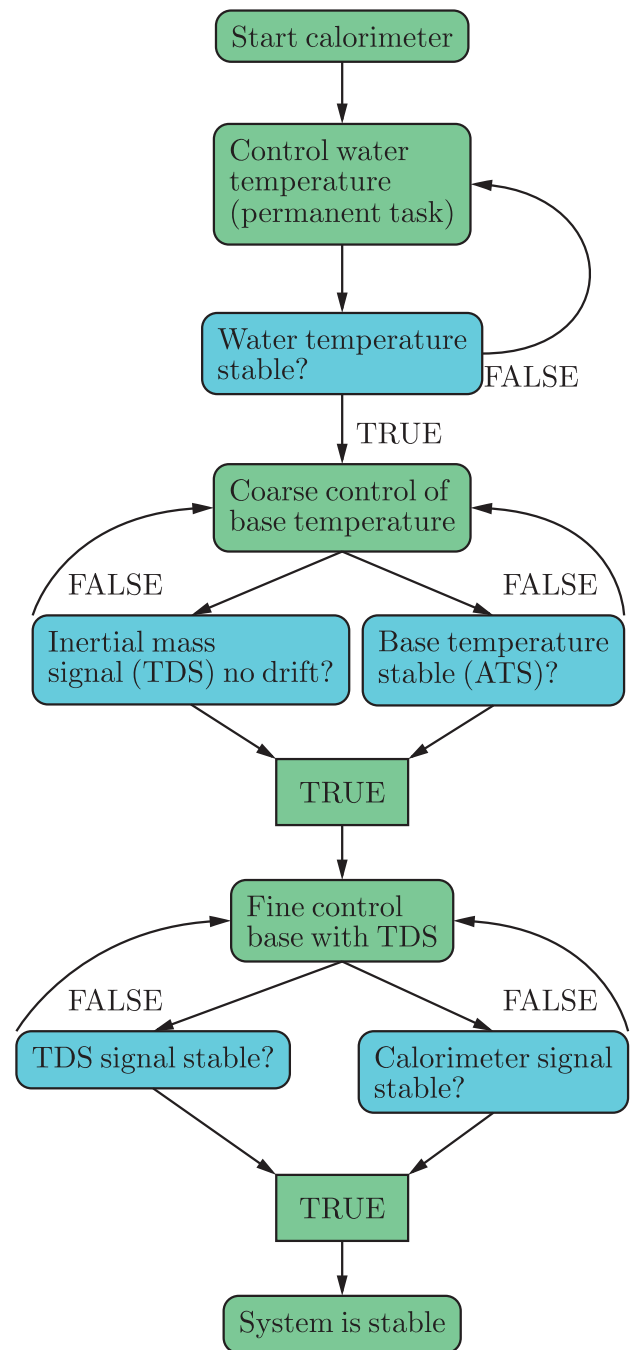 Start calorimeter
Control water
temperature
(permanent task)
Water temperature
stable?
FALSE
TRUE
Coarse control of
base temperature
FALSE
FALSE
Inertial mass
signal (TDS) no drift?
Base temperature
stable (ATS)?
TRUE
Fine control
base with TDS
FALSE
FALSE
TDS signal stable?
Calorimeter signal
stable?
TRUE
System is stable